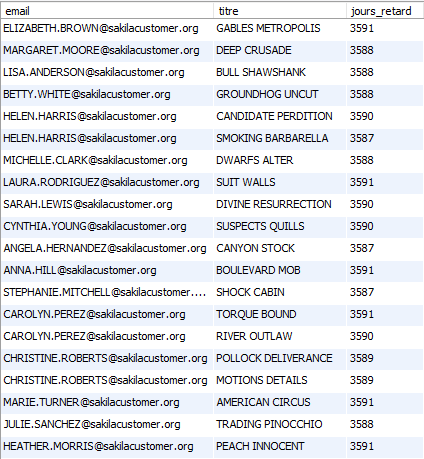 email titre jours_retard
ELIZABETH.BROWN@sakilacustomer.org GABLES METROPOLIS 3591
MARGARET.MOORE@sakilacustomer.org DEEP CRUSADE 3588
LISA.ANDERSON@sakilacustomer.org BULL SHAWSHANK 3588
BETTY.WHITE@sakilacustomer.org GROUNDHOG UNCUT 3588
HELEN.HARRIS@sakilacustomer.org CANDIDATE PERDITION 3590
HELEN.HARRIS@sakilacustomer.org SMOKING BARBARELLA 3587
MICHELLE.CLARK@sakilacustomer.org DWARFS ALTER 3588
LAURA.RODRIGUEZ@sakilacustomer.org SUIT WALLS 3591
SARAH.LEWIS@sakilacustomer.org DIVINE RESURRECTION 3590
CYNTHIA.YOUNG@sakilacustomer.org SUSPECTS QUILLS 3590
ANGELA.HERNANDEZ@sakilacustomer.org CANYON STOCK 3587
ANNA.HILL@sakilacustomer.org BOULEVARD MOB 3591
STEPHANIE.MITCHELL@sakilacustomer.... SHOCK CABIN 3587
CAROLYN.PEREZ@sakilacustomer.org TORQUE BOUND 3591
CAROLYN.PEREZ@sakilacustomer.org RIVER OUTLAW 3590
CHRISTINE.ROBERTS@sakilacustomer.org POLLOCK DELIVERANCE 3589
CHRISTINE.ROBERTS@sakilacustomer.org MOTIONS DETAILS 3589
MARIE.TURNER@sakilacustomer.org AMERICAN CIRCUS 3591
JULIE.SANCHEZ@sakilacustomer.org TRADING PINOCCHIO 3588
HEATHER.MORRIS@sakilacustomer.org PEACH INNOCENT 3591